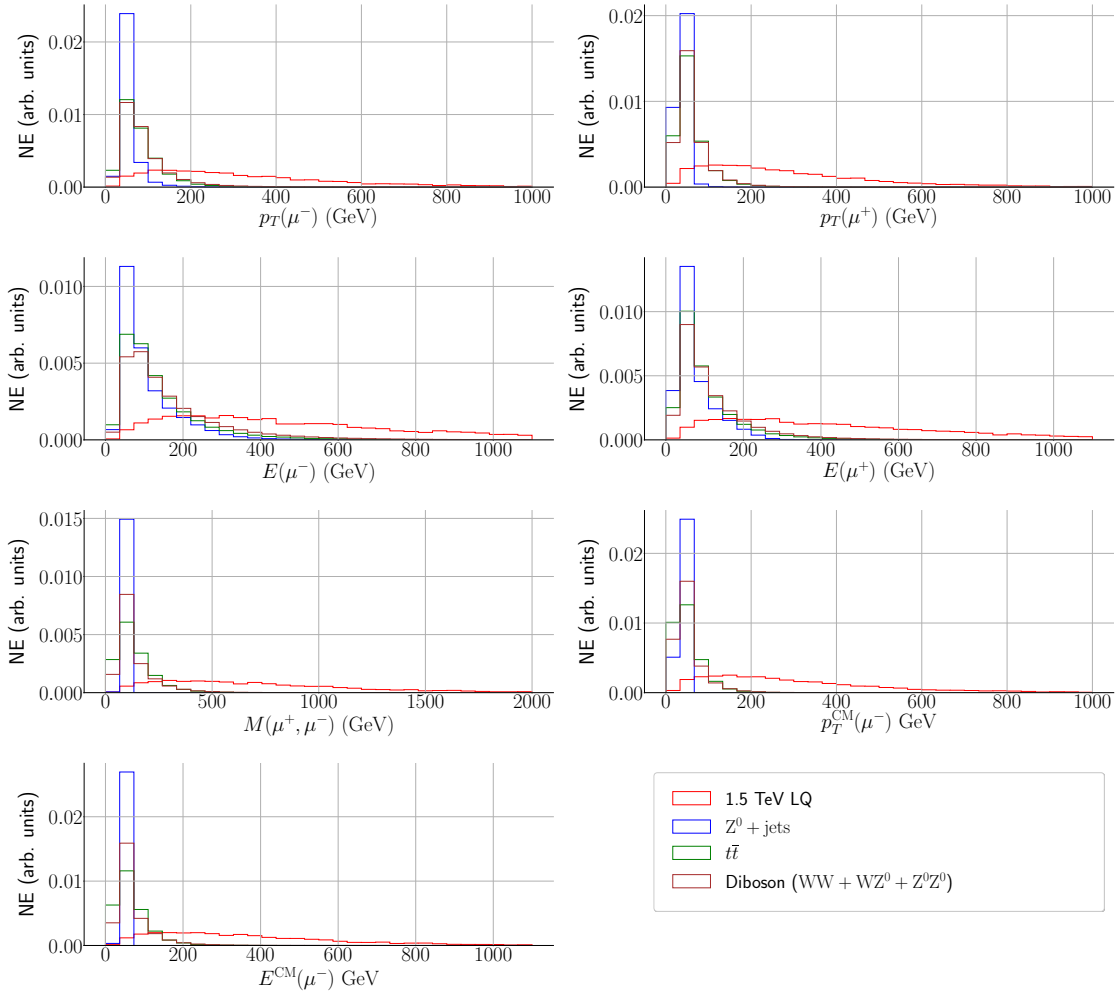 NE (arb. units)
0.02
0.01
0.00
0 200 400 600 800 1000
p_T(μ⁻) (GeV)
NE (arb. units)
0.02
0.01
0.00
0 200 400 600 800 1000
p_T(μ⁺) (GeV)
NE (arb. units)
0.010
0.005
0.000
0 200 400 600 800 1000
E(μ⁻) (GeV)
NE (arb. units)
0.010
0.005
0.000
0 200 400 600 800 1000
E(μ⁺) (GeV)
NE (arb. units)
0.015
0.010
0.005
0.000
0 500 1000 1500 2000
M(μ⁺, μ⁻) (GeV)
NE (arb. units)
0.02
0.01
0.00
0 200 400 600 800 1000
p_T^CM(μ⁻) GeV
NE (arb. units)
0.02
0.01
0.00
0 200 400 600 800 1000
E^CM(μ⁻) GeV
1.5 TeV LQ
Z⁰ + jets
tt̄
Diboson (WW + WZ⁰ + Z⁰Z⁰)